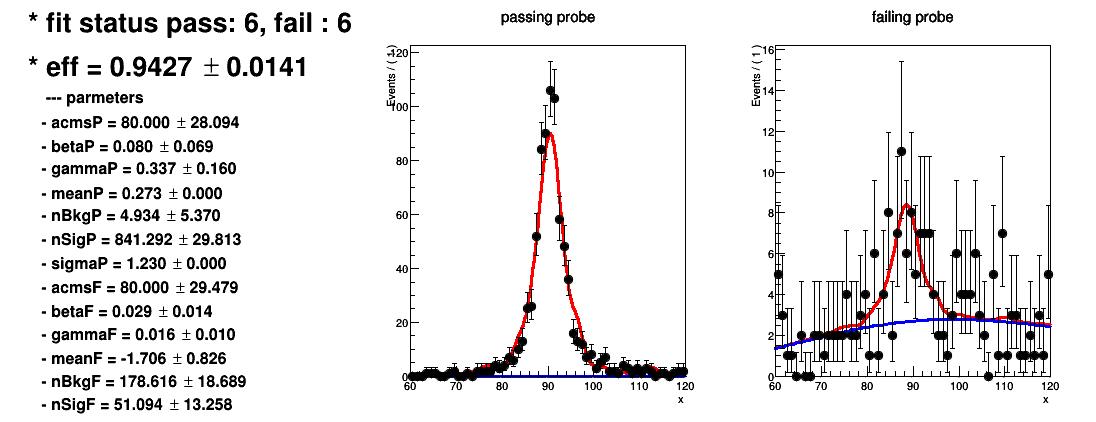 * fit status pass: 6, fail : 6
* eff = 0.9427 ± 0.0141
--- parmeters
- acmsP = 80.000 ± 28.094
- betaP = 0.080 ± 0.069
- gammaP = 0.337 ± 0.160
- meanP = 0.273 ± 0.000
- nBkgP = 4.934 ± 5.370
- nSigP = 841.292 ± 29.813
- sigmaP = 1.230 ± 0.000
- acmsF = 80.000 ± 29.479
- betaF = 0.029 ± 0.014
- gammaF = 0.016 ± 0.010
- meanF = -1.706 ± 0.826
- nBkgF = 178.616 ± 18.689
- nSigF = 51.094 ± 13.258
passing probe
Events / ( 1 )
120
100
80
60
40
20
0
60 70 80 90 100 110 120
x
failing probe
Events / ( 1 )
16
14
12
10
8
6
4
2
0
60 70 80 90 100 110 120
x